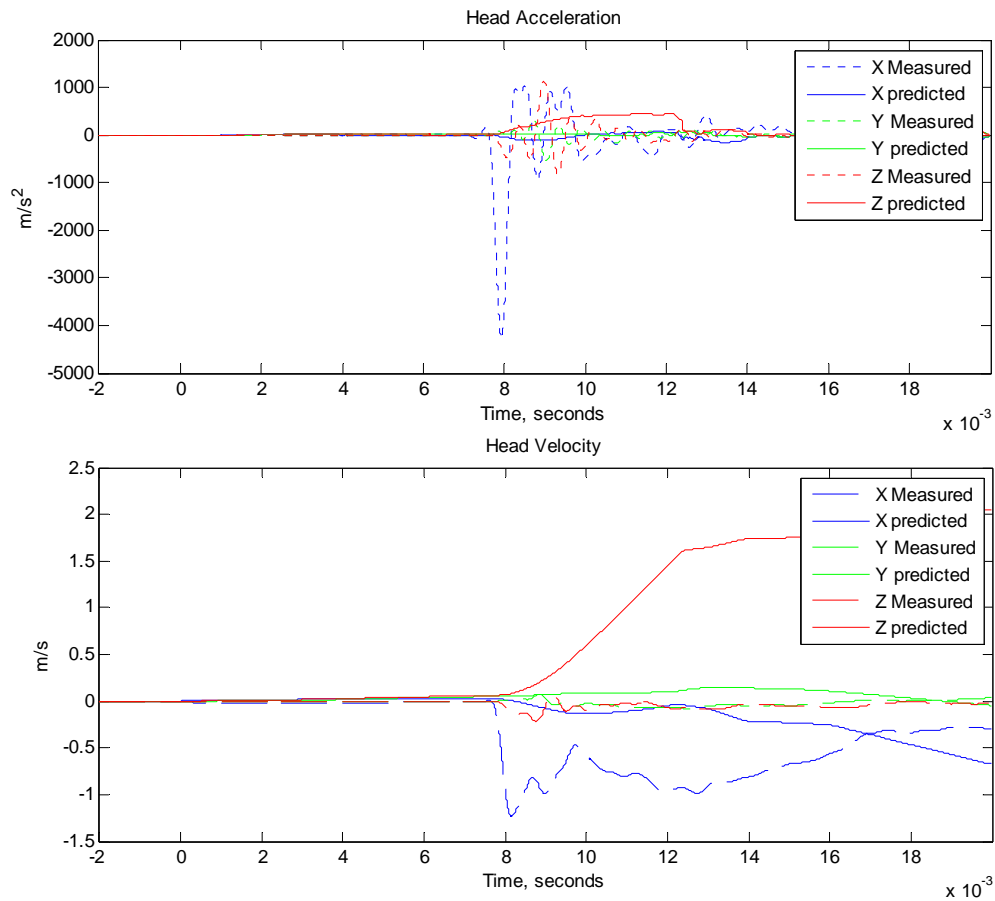 Head Acceleration
2000
1000
0
-1000
-2000
-3000
-4000
-5000
m/s2
X Measured
X predicted
Y Measured
Y predicted
Z Measured
Z predicted
-2 0 2 4 6 8 10 12 14 16 18
Time, seconds
x 10-3
Head Velocity
2.5
2
1.5
1
0.5
0
-0.5
-1
-1.5
m/s
X Measured
X predicted
Y Measured
Y predicted
Z Measured
Z predicted
-2 0 2 4 6 8 10 12 14 16 18
Time, seconds
x 10-3